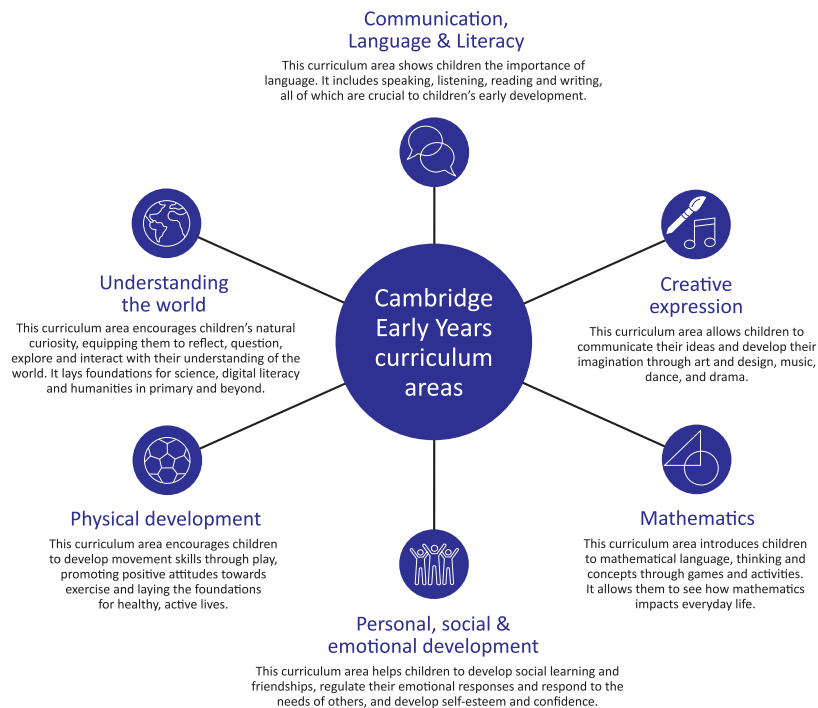 Communication,
Language & Literacy
This curriculum area shows children the importance of
language. It includes speaking, listening, reading and writing,
all of which are crucial to children's early development.
Cambridge
Early Years
curriculum
areas
Creative
expression
This curriculum area allows children to
communicate their ideas and develop their
imagination through art and design, music,
dance, and drama.
Mathematics
This curriculum area introduces children
to mathematical language, thinking and
concepts through games and activities.
It allows them to see how mathematics
impacts everyday life.
Personal, social &
emotional development
This curriculum area helps children to develop social learning and
friendships, regulate their emotional responses and respond to the
needs of others, and develop self-esteem and confidence.
Physical development
This curriculum area encourages children
to develop movement skills through play,
promoting positive attitudes towards
exercise and laying the foundations
for healthy, active lives.
Understanding
the world
This curriculum area encourages children's natural
curiosity, equipping them to reflect, question,
explore and interact with their understanding of the
world. It lays foundations for science, digital literacy
and humanities in primary and beyond.